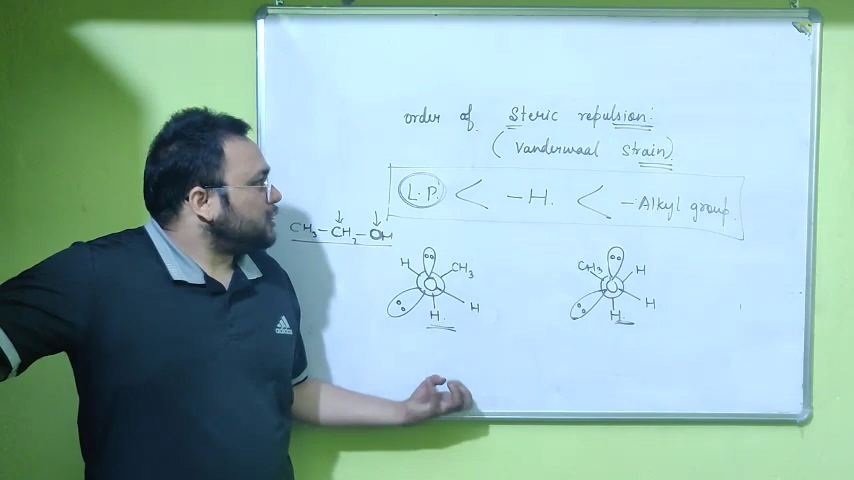 order of steric repulsion:
(Vanderwaal strain)
L.P. < -H. < -Alkyl group.
CH₃-CH₂-OH
H CH₃
H
H.
CH₃ H
H
H.
adidas